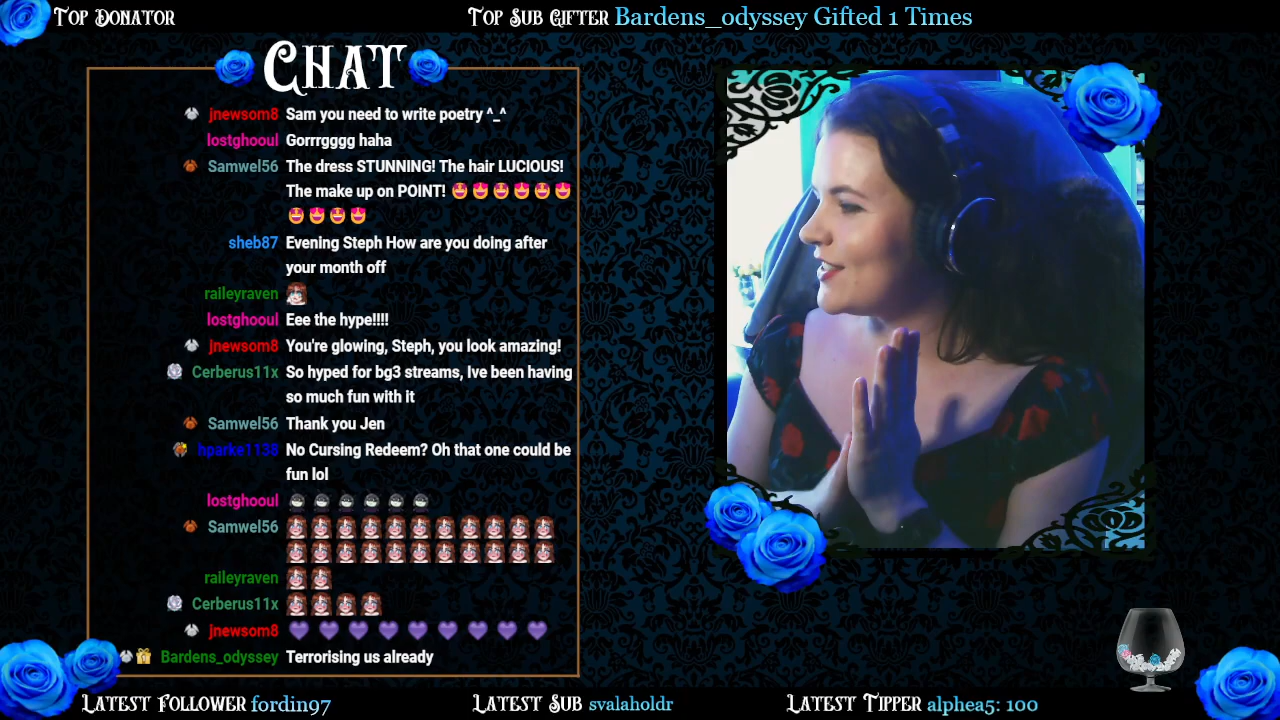 Top Donator
Top Sub Gifter Bardens_odyssey Gifted 1 Times
Chat
jnewsom8 Sam you need to write poetry ^_^
lostghooul Gorrrgggg haha
Samwel56 The dress STUNNING! The hair LUCIOUS!
The make up on POINT!
sheb87 Evening Steph How are you doing after
your month off
raileyraven
lostghooul Eee the hype!!!!
jnewsom8 You're glowing, Steph, you look amazing!
Cerberus11x So hyped for bg3 streams, Ive been having
so much fun with it
Samwel56 Thank you Jen
hparke1138 No Cursing Redeem? Oh that one could be
fun lol
lostghooul
Samwel56
raileyraven
Cerberus11x
jnewsom8
Bardens_odyssey Terrorising us already
Latest Follower fordin97
Latest Sub svalaholdr
Latest Tipper alphea5: 100